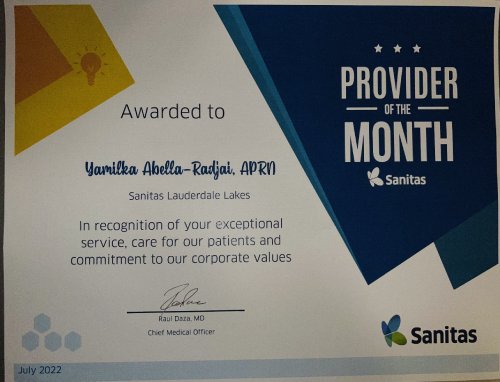 PROVIDER
OF THE
MONTH
Sanitas
Awarded to
Yamilka Abella-Radjai, APRN
Sanitas Lauderdale Lakes
In recognition of your exceptional
service, care for our patients and
commitment to our corporate values
Raul Daza, MD
Chief Medical Officer
Sanitas
July 2022